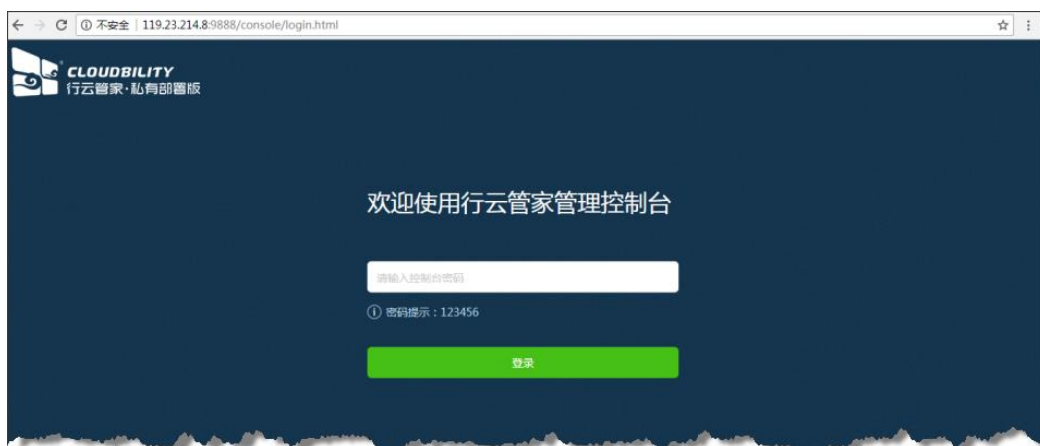 不安全 | 119.23.214.8:9888/console/login.html
CLOUDBILITY
行云管家·私有部署版
欢迎使用行云管家管理控制台
请输入控制台密码
密码提示：123456
登录